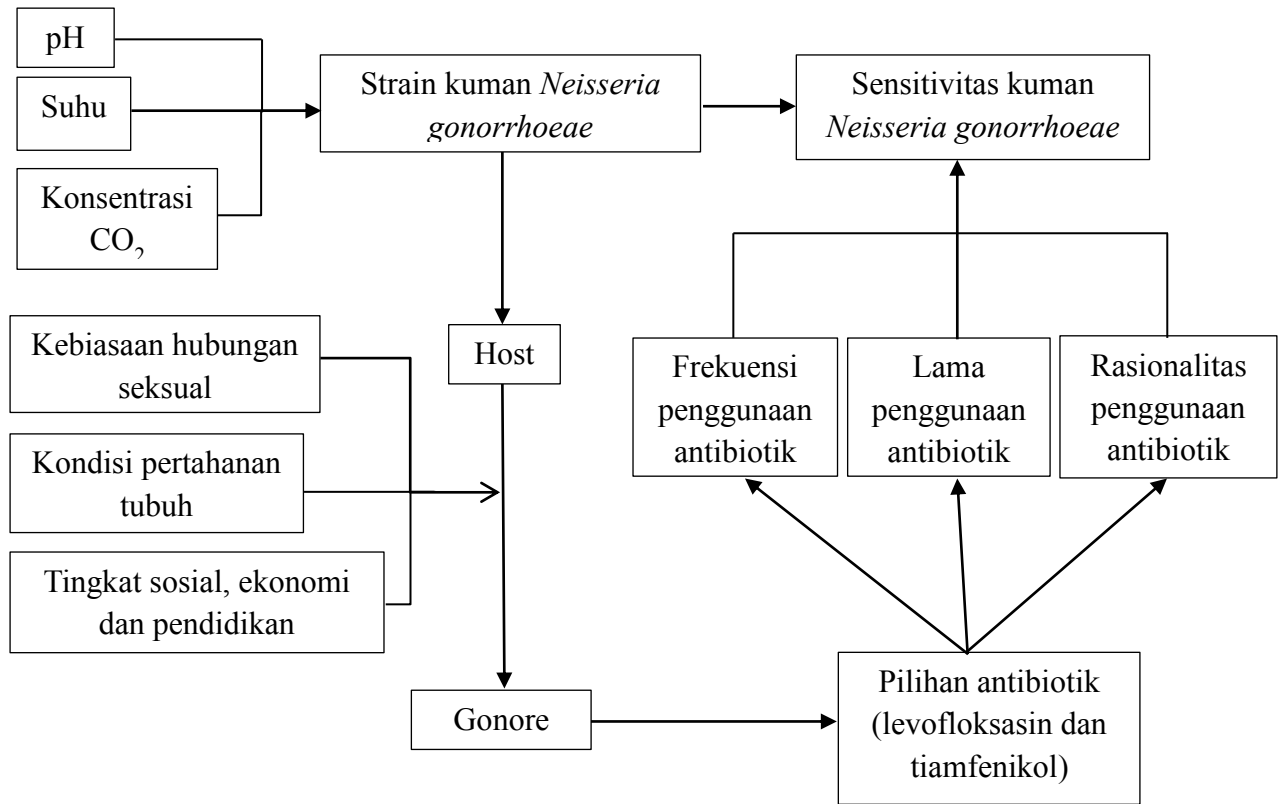 pH
Suhu
Konsentrasi
CO₂
Strain kuman Neisseria
gonorrhoeae
Sensitivitas kuman
Neisseria gonorrhoeae
Kebiasaan hubungan
seksual
Kondisi pertahanan
tubuh
Tingkat sosial, ekonomi
dan pendidikan
Host
Frekuensi
penggunaan
antibiotik
Lama
penggunaan
antibiotik
Rasionalitas
penggunaan
antibiotik
Gonore
Pilihan antibiotik
(levofloksasin dan
tiamfenikol)